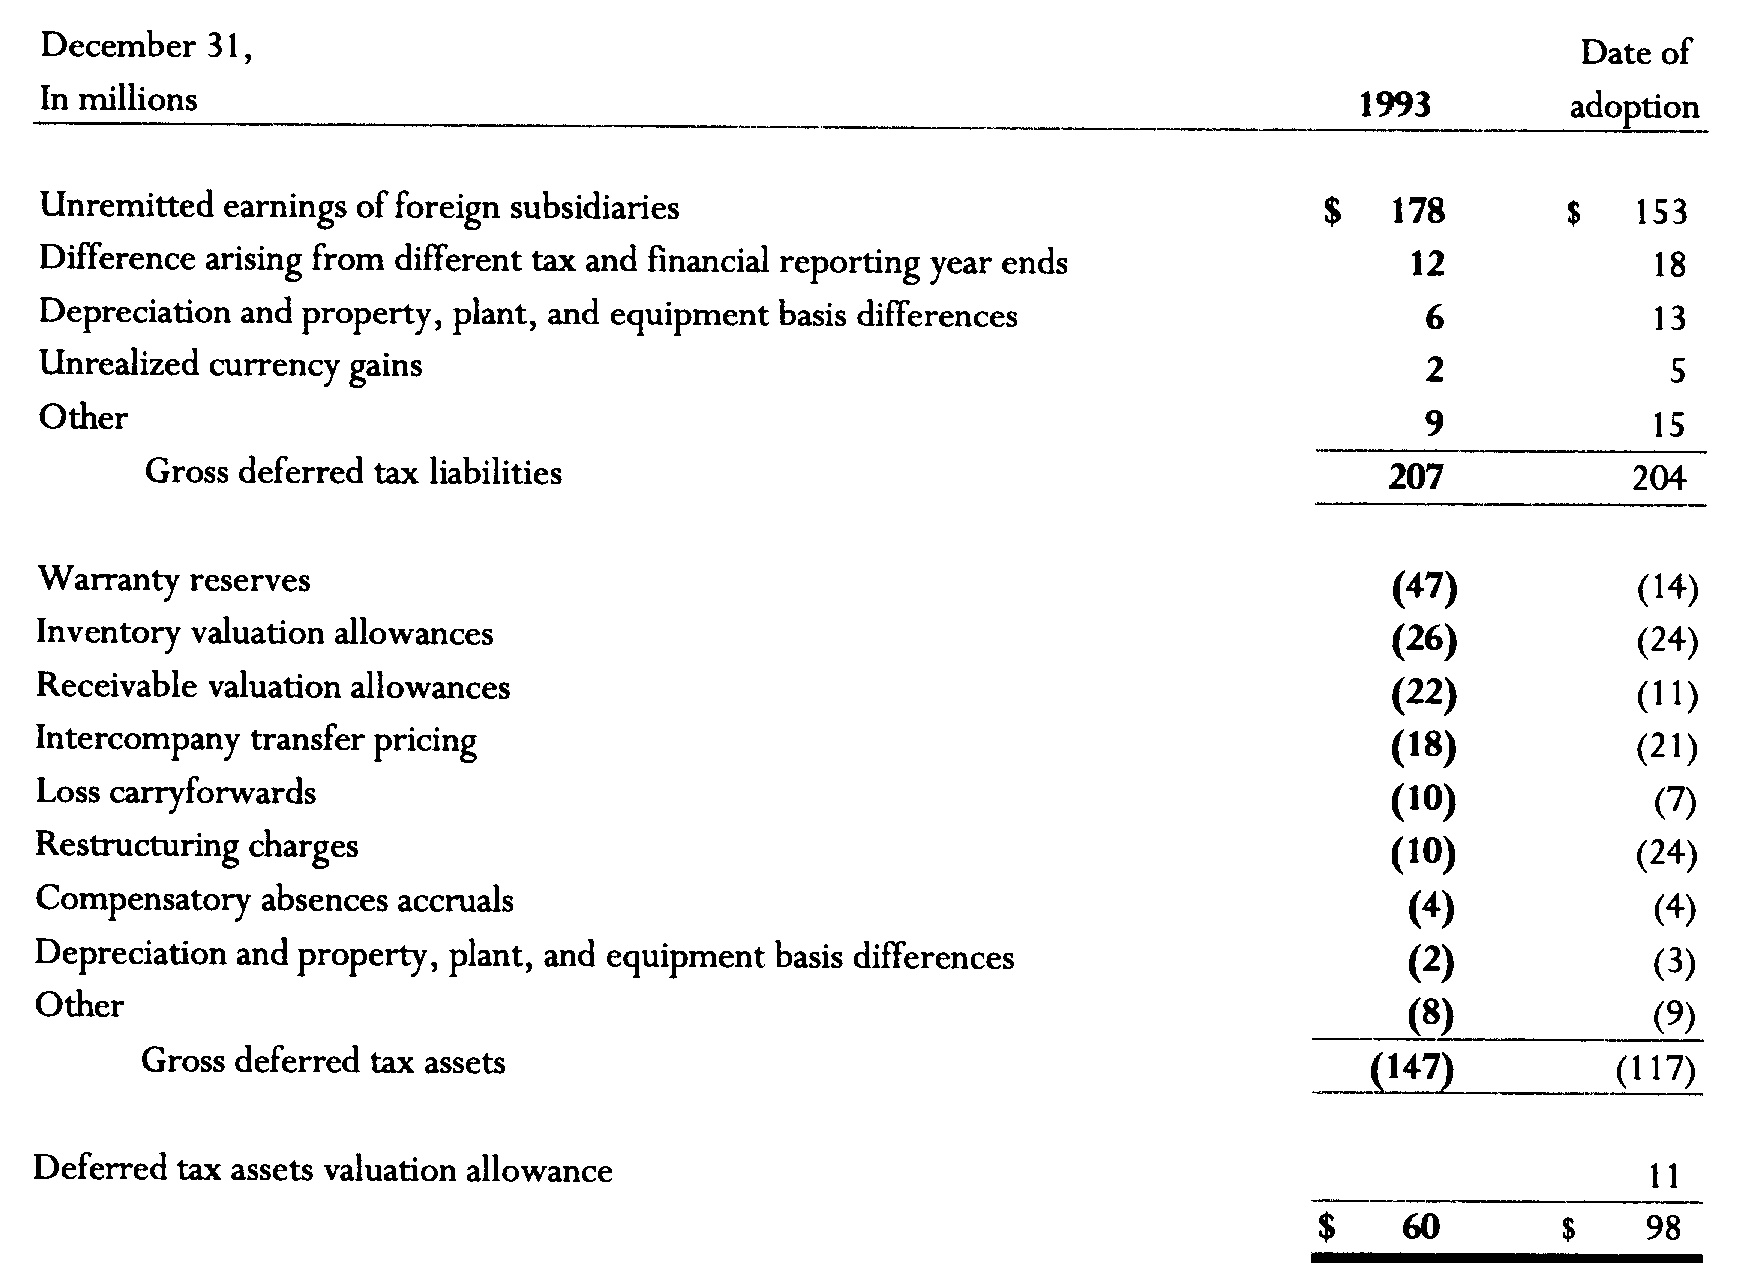 December 31, Date of
In millions 1993 adoption
Unremitted earnings of foreign subsidiaries $ 178 $ 153
Difference arising from different tax and financial reporting year ends 12 18
Depreciation and property, plant, and equipment basis differences 6 13
Unrealized currency gains 2 5
Other 9 15
Gross deferred tax liabilities 207 204
Warranty reserves (47) (14)
Inventory valuation allowances (26) (24)
Receivable valuation allowances (22) (11)
Intercompany transfer pricing (18) (21)
Loss carryforwards (10) (7)
Restructuring charges (10) (24)
Compensatory absences accruals (4) (4)
Depreciation and property, plant, and equipment basis differences (2) (3)
Other (8) (9)
Gross deferred tax assets (147) (117)
Deferred tax assets valuation allowance 11
$ 60 $ 98